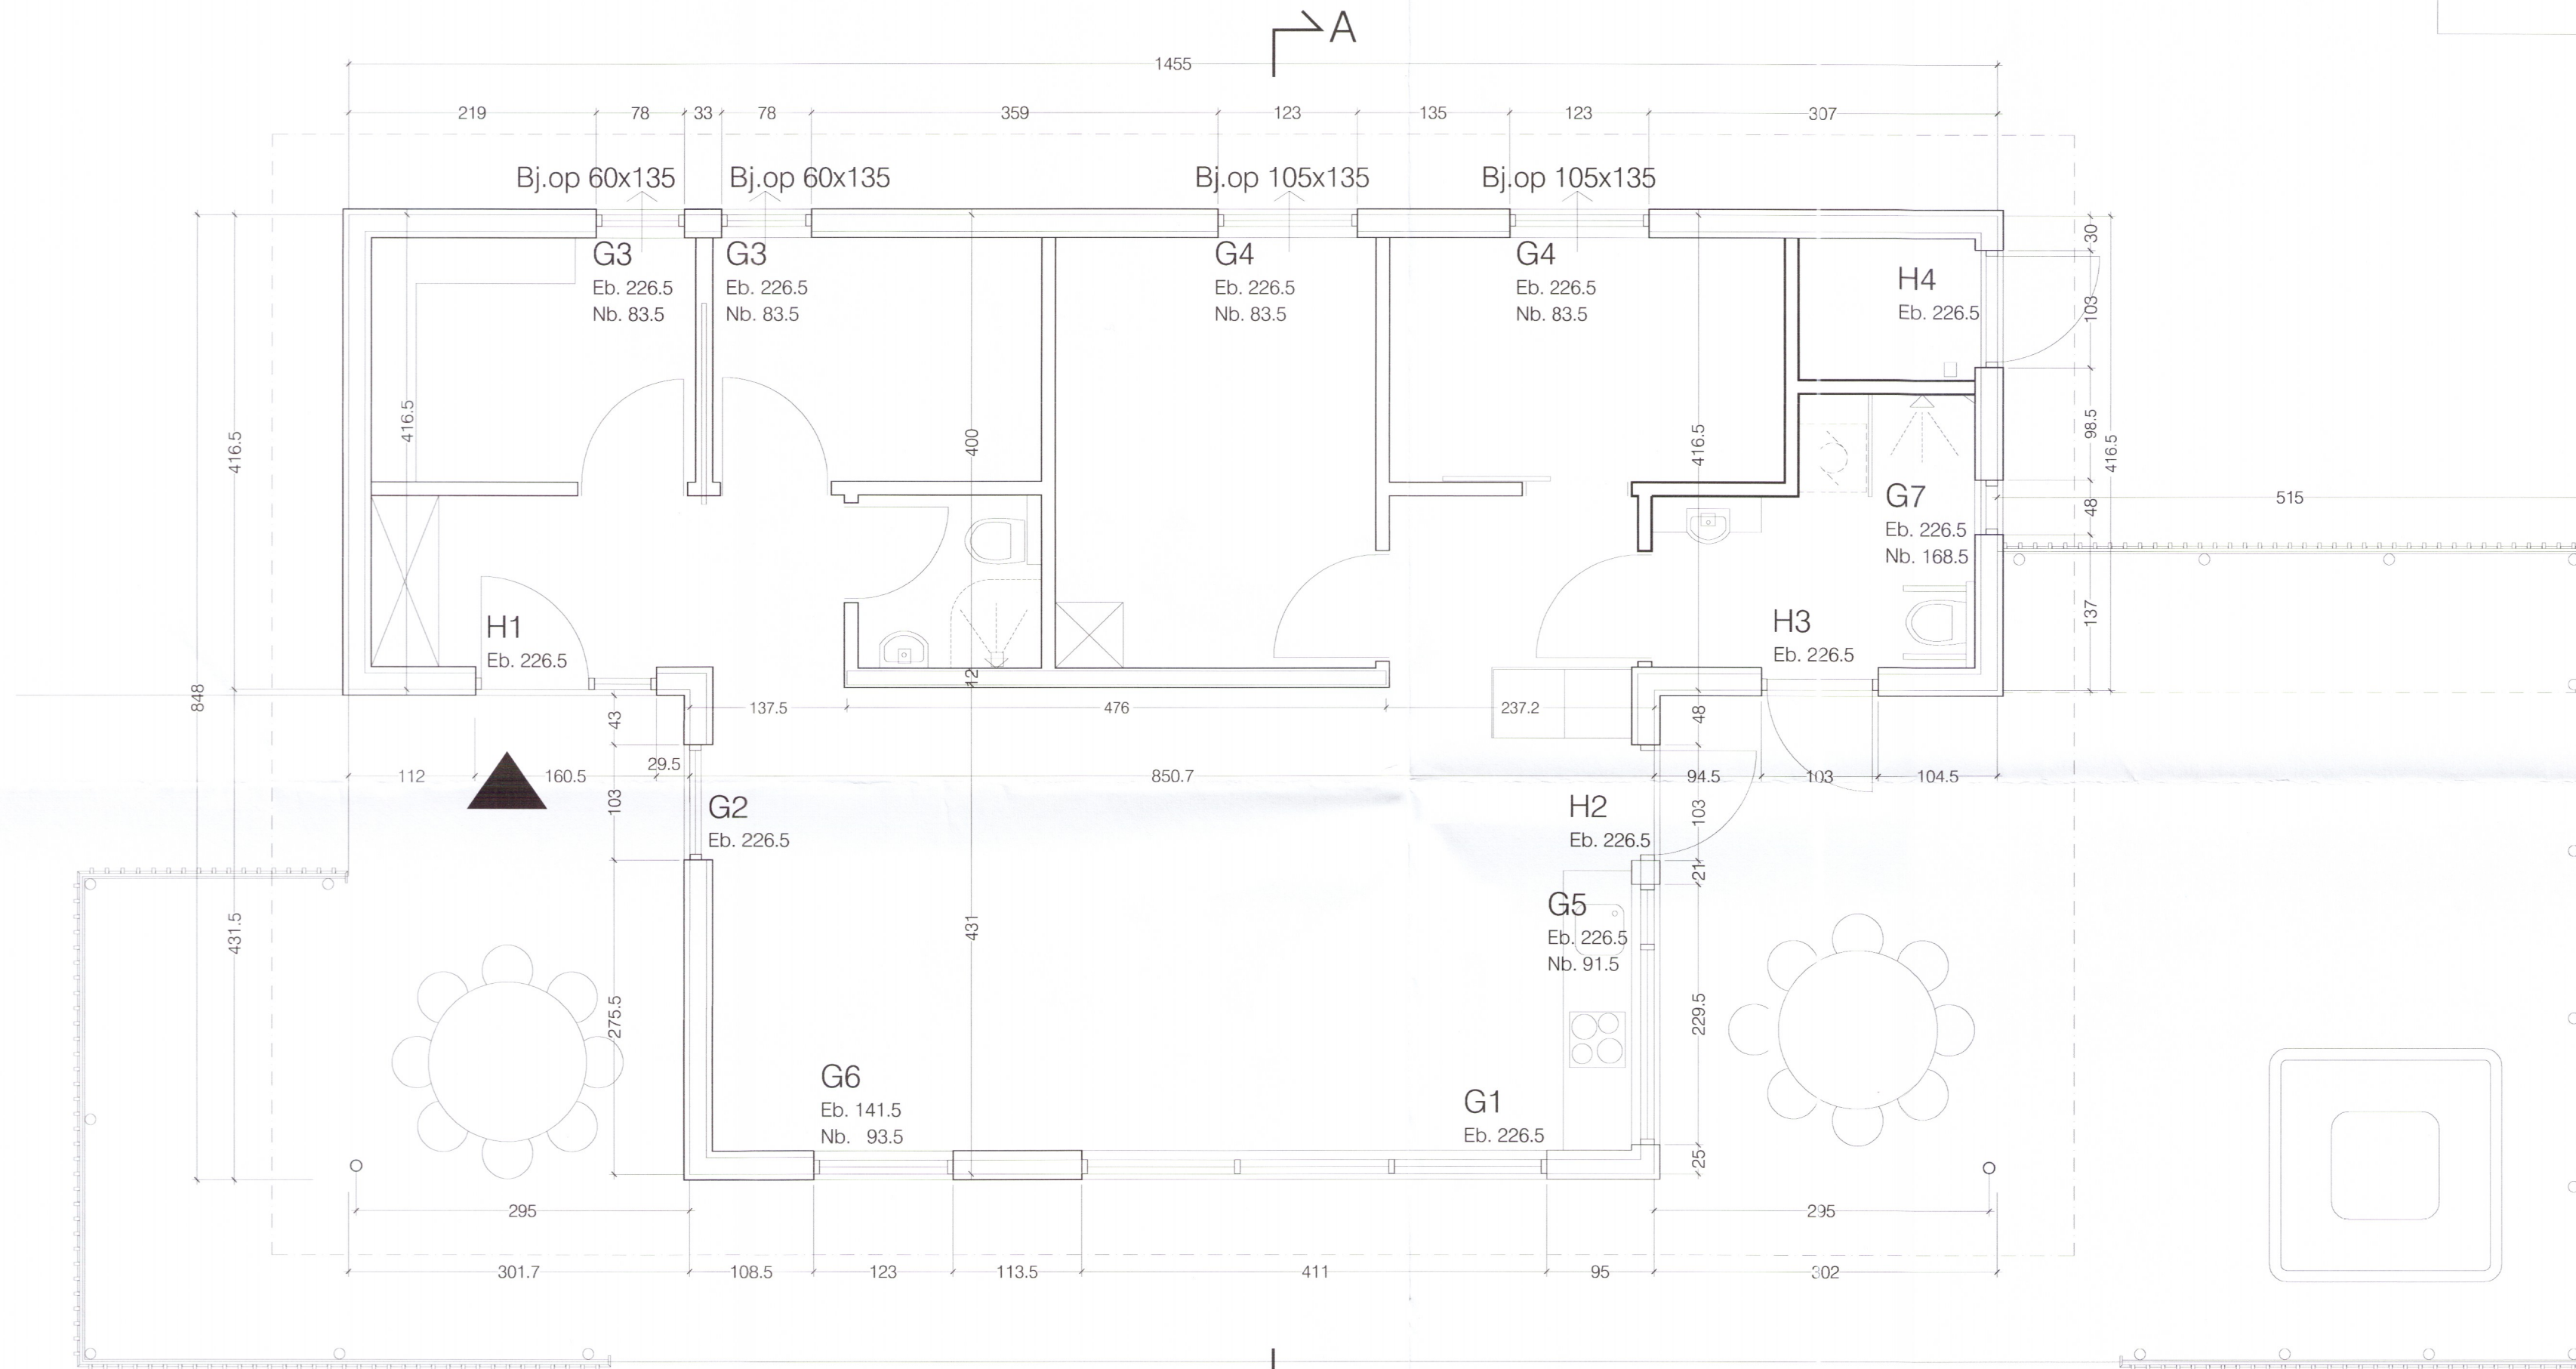 A
1455
219 78 33 78 359 123 135 123 307
Bj.op 60x135 Bj.op 60x135 Bj.op 105x135 Bj.op 105x135
30
G3 G3 G4 G4 H4
Eb. 226.5 Eb. 226.5 Eb. 226.5 Eb. 226.5 Eb. 226.5
Nb. 83.5 Nb. 83.5 Nb. 83.5 Nb. 83.5
103
416.5 416.5 400 416.5 98.5 416.5
G7 48 515
Eb. 226.5
Nb. 168.5
H1 H3 137
Eb. 226.5 Eb. 226.5
848 12
43 137.5 476 237.2 48
112 160.5 29.5 850.7 94.5 103 104.5
G2 103 H2 103
Eb. 226.5 Eb. 226.5
21
431.5 431 G5
Eb. 226.5
Nb. 91.5
275.5 229.5
G6 G1
Eb. 141.5 Eb. 226.5
Nb. 93.5
25
295 295
301.7 108.5 123 113.5 411 95 302